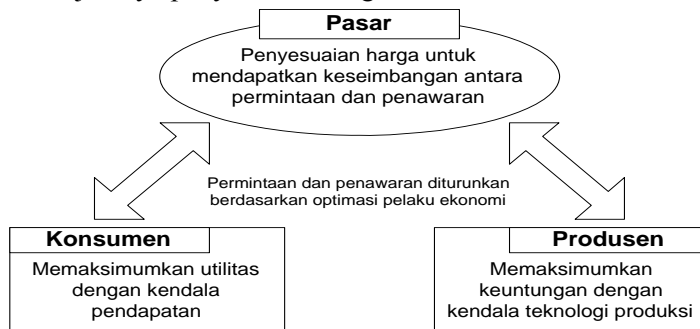 Pasar
Penyesuaian harga untuk
mendapatkan keseimbangan antara
permintaan dan penawaran
Permintaan dan penawaran diturunkan
berdasarkan optimasi pelaku ekonomi
Konsumen
Memaksimumkan utilitas
dengan kendala
pendapatan
Produsen
Memaksimumkan
keuntungan dengan
kendala teknologi produksi